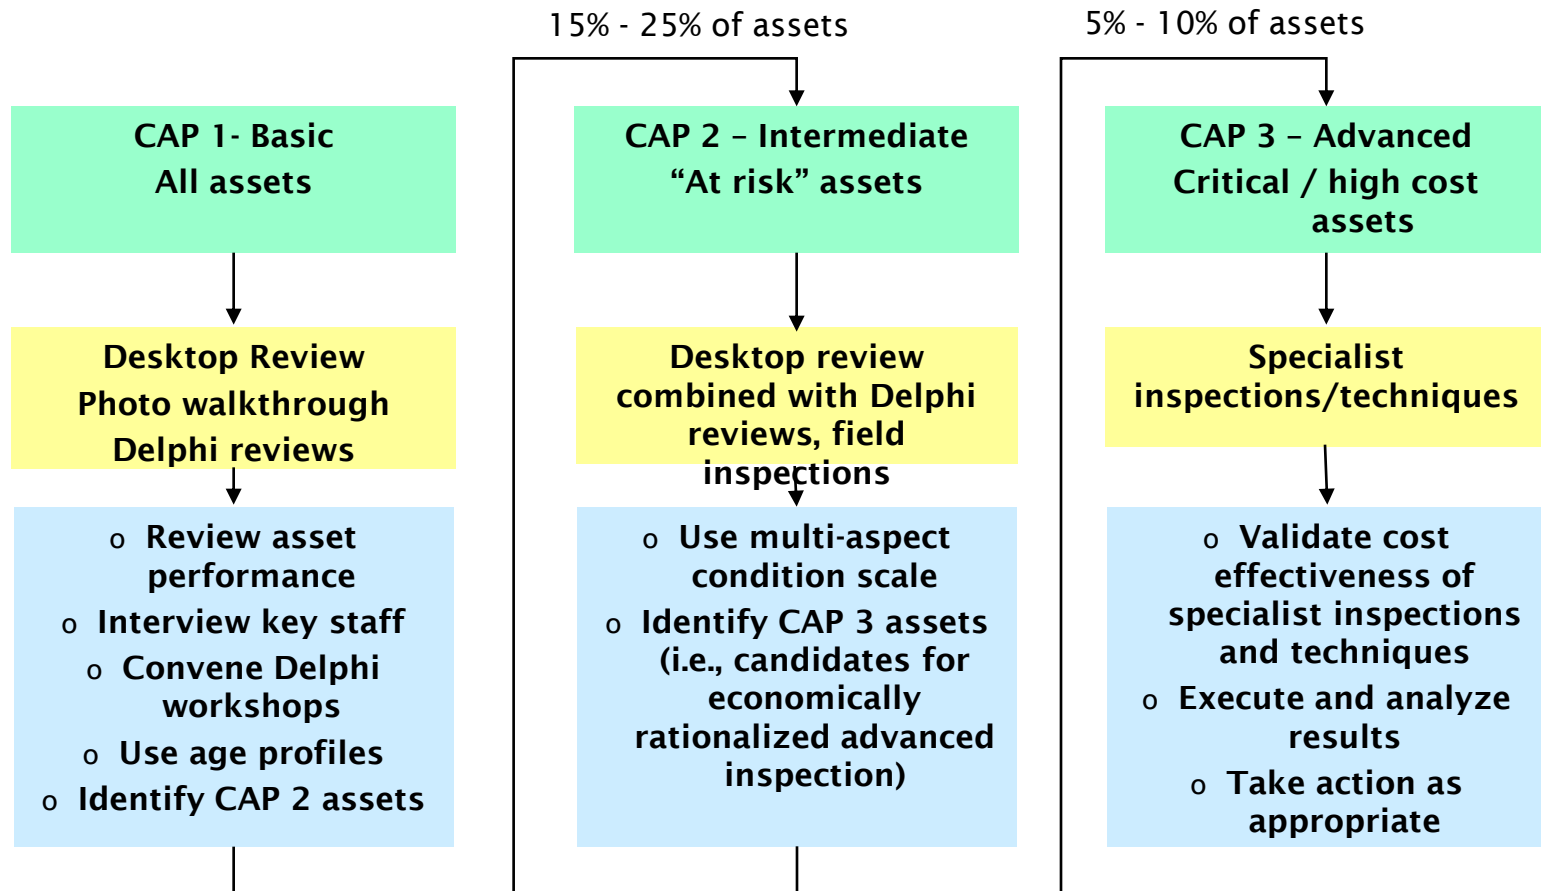 15% - 25% of assets
5% - 10% of assets
CAP 1- Basic
All assets
Desktop Review
Photo walkthrough
Delphi reviews
o Review asset
performance
o Interview key staff
o Convene Delphi
workshops
o Use age profiles
o Identify CAP 2 assets
CAP 2 – Intermediate
“At risk” assets
Desktop review
combined with Delphi
reviews, field
inspections
o Use multi-aspect
condition scale
o Identify CAP 3 assets
(i.e., candidates for
economically
rationalized advanced
inspection)
CAP 3 – Advanced
Critical / high cost
assets
Specialist
inspections/techniques
o Validate cost
effectiveness of
specialist inspections
and techniques
o Execute and analyze
results
o Take action as
appropriate